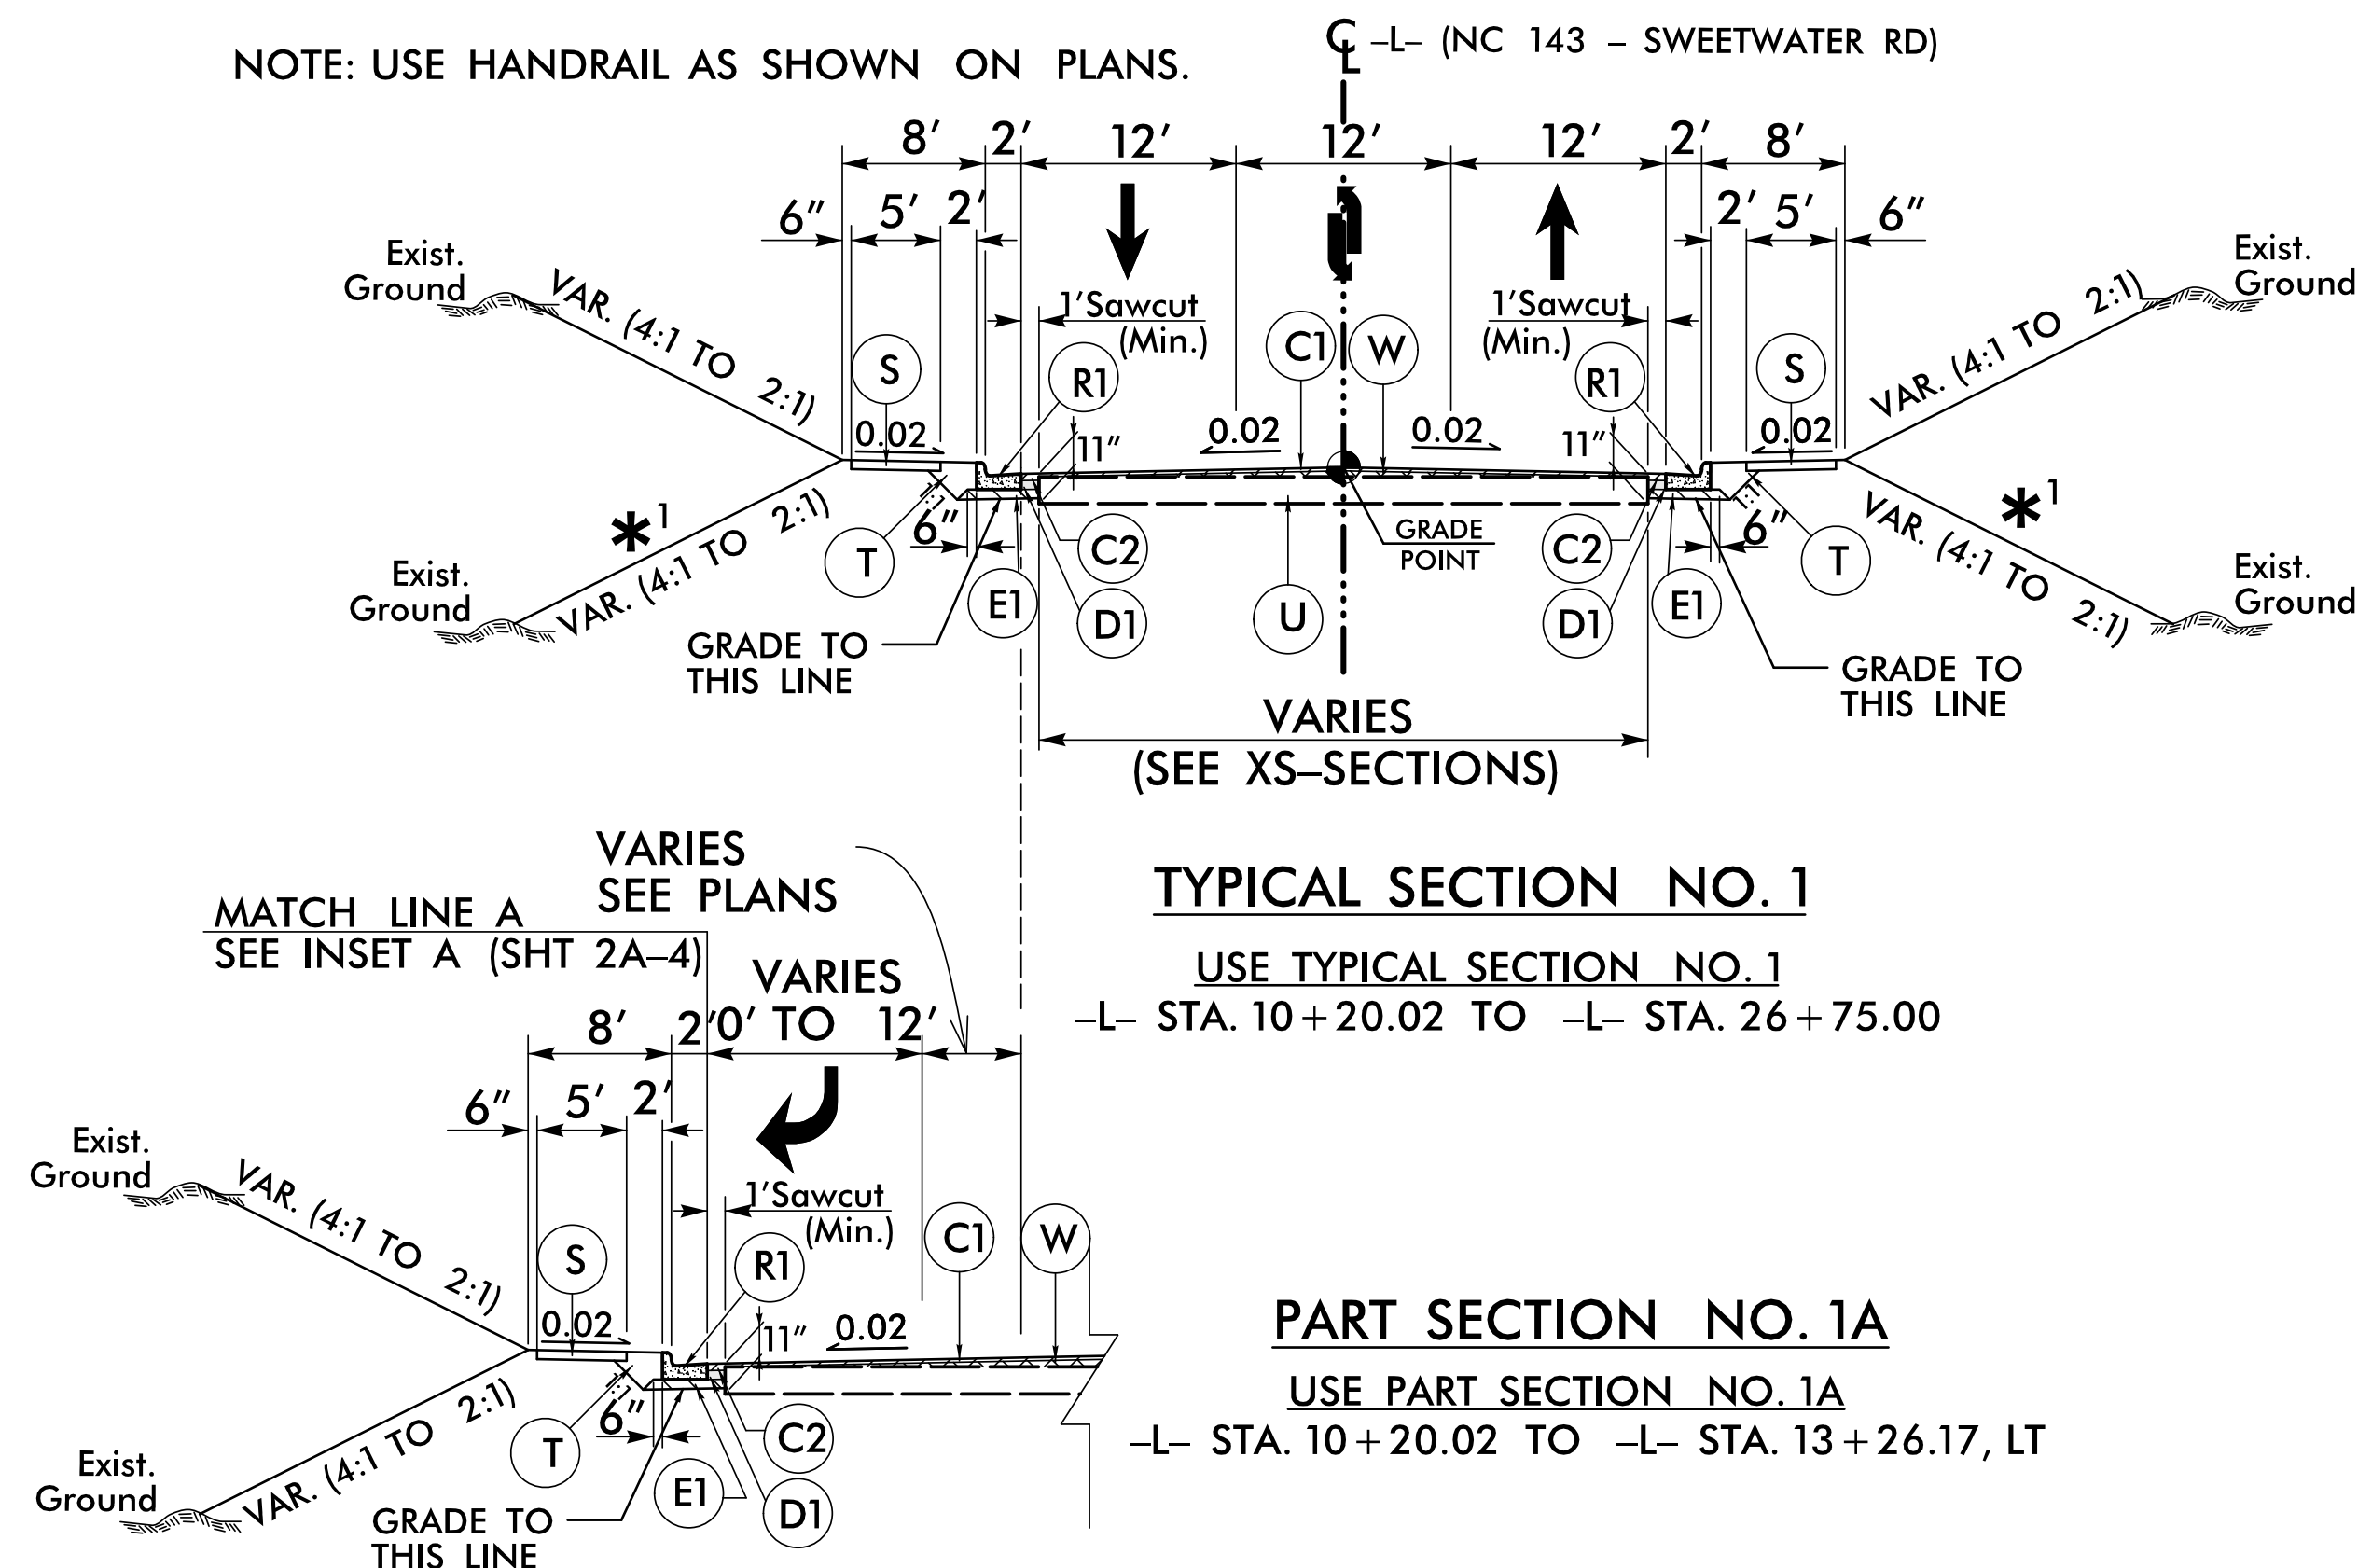 NOTE: USE HANDRAIL AS SHOWN ON PLANS.
CL –L– (NC 143 – SWEETWATER RD)
8′ 2′ 12′ 12′ 12′ 2′ 8′
6″ 5′ 2′ 2′ 5′ 6″
Exist.
Ground
VAR. (4:1 TO 2:1)
1′Sawcut
(Min.)
C1 W
1′Sawcut
(Min.)
VAR. (4:1 TO 2:1)
Exist.
Ground
S R1 R1 S
0.02 11″ 0.02 0.02 11″ 0.02
1:1 1:1
6″ 6″
Exist.
Ground
*1
VAR. (4:1 TO 2:1)
T E1 C2 D1 U
GRADE
POINT
C2 D1 E1 T
VAR. (4:1 TO 2:1)
*1
Exist.
Ground
GRADE TO
THIS LINE
GRADE TO
THIS LINE
VARIES
(SEE XS–SECTIONS)
TYPICAL SECTION NO. 1
USE TYPICAL SECTION NO. 1
–L– STA. 10+20.02 TO –L– STA. 26+75.00
VARIES
SEE PLANS
MATCH LINE A
SEE INSET A (SHT 2A–4)
VARIES
8′ 2′ 0′ TO 12′
6″ 5′ 2′
Exist.
Ground
VAR. (4:1 TO 2:1)
1′Sawcut
(Min.)
S R1 C1 W
0.02 11″ 0.02
1:1
6″
VAR. (4:1 TO 2:1)
Exist.
Ground
T E1 C2 D1
GRADE TO
THIS LINE
PART SECTION NO. 1A
USE PART SECTION NO. 1A
–L– STA. 10+20.02 TO –L– STA. 13+26.17, LT